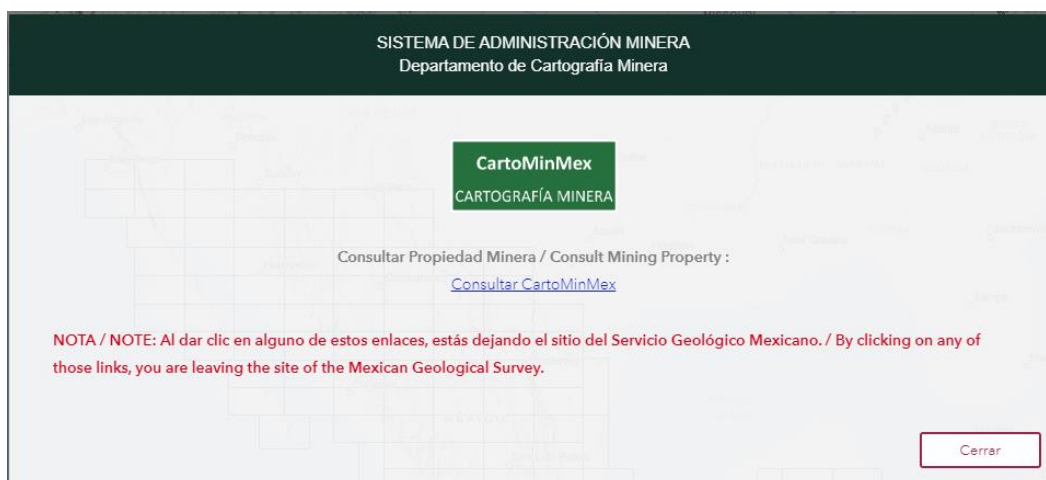 SISTEMA DE ADMINISTRACIÓN MINERA
Departamento de Cartografía Minera
CartoMinMex
CARTOGRAFÍA MINERA
Consultar Propiedad Minera / Consult Mining Property :
Consultar CartoMinMex
NOTA / NOTE: Al dar clic en alguno de estos enlaces, estás dejando el sitio del Servicio Geológico Mexicano. / By clicking on any of
those links, you are leaving the site of the Mexican Geological Survey.
Cerrar